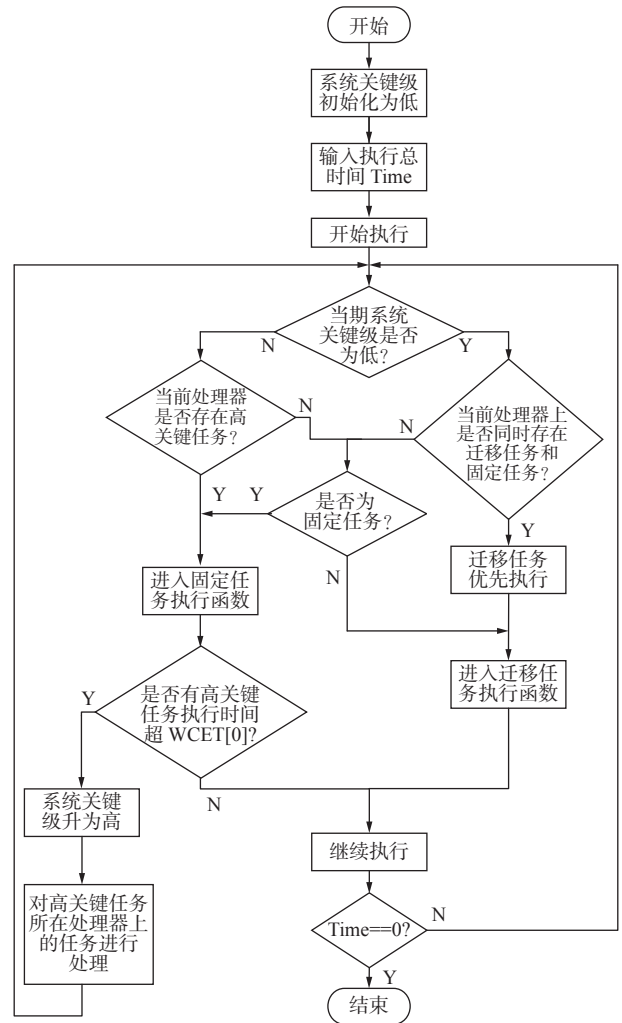 开始
系统关键级
初始化为低
输入执行总
时间 Time
开始执行
当期系统
关键级是否
为低?
N
Y
当前处理器
是否存在高
关键任务?
N
N
当前处理器上
是否同时存在
迁移任务和
固定任务?
Y
Y
是否为
固定任务?
Y
N
进入固定任
务执行函数
迁移任务
优先执行
进入迁移任
务执行函数
Y
是否有高关键
任务执行时间
超 WCET[0]?
N
系统关键
级升为高
继续执行
对高关键任务
所在处理器上
的任务进行
处理
Time==0?
N
Y
结束